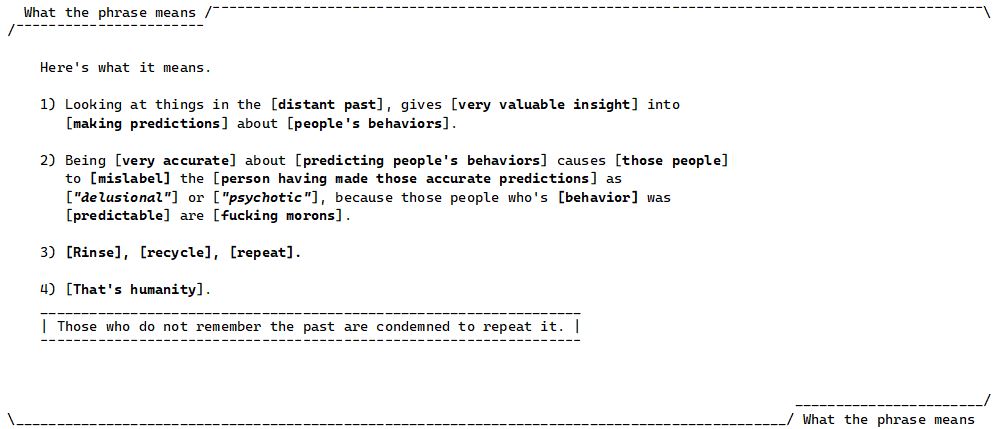 What the phrase means
Here's what it means.
1) Looking at things in the [distant past], gives [very valuable insight] into
[making predictions] about [people's behaviors].
2) Being [very accurate] about [predicting people's behaviors] causes [those people]
to [mislabel] the [person having made those accurate predictions] as
["delusional"] or ["psychotic"], because those people who's [behavior] was
[predictable] are [fucking morons].
3) [Rinse], [recycle], [repeat].
4) [That's humanity].
| Those who do not remember the past are condemned to repeat it. |
What the phrase means